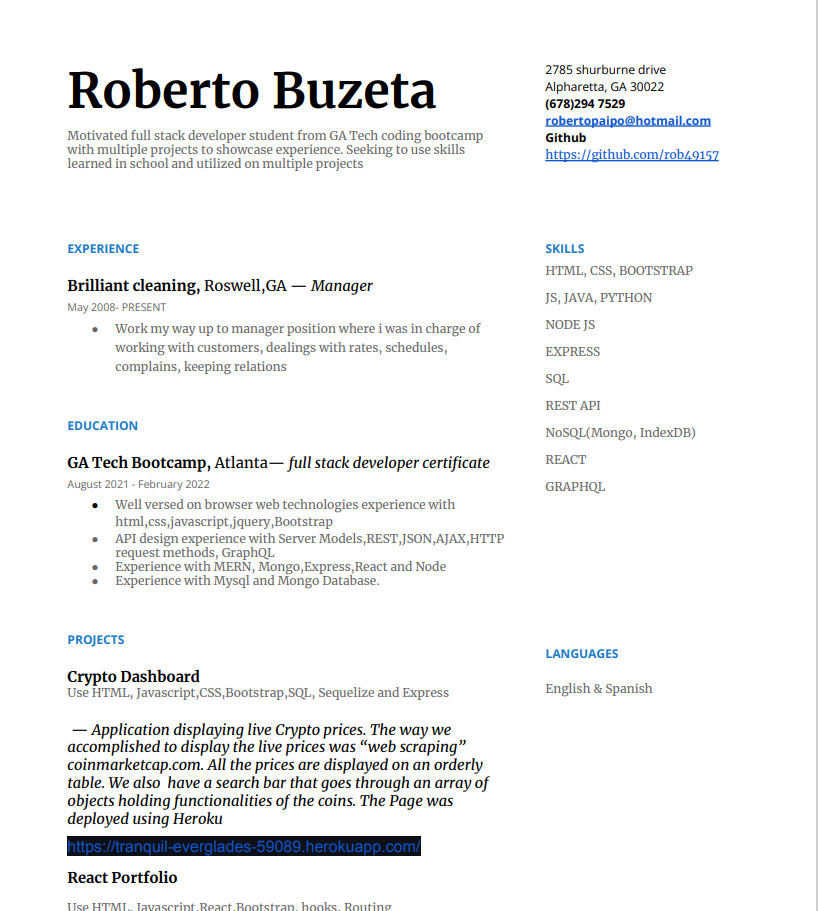 Roberto Buzeta
Motivated full stack developer student from GA Tech coding bootcamp
with multiple projects to showcase experience. Seeking to use skills
learned in school and utilized on multiple projects
2785 shurburne drive
Alpharetta, GA 30022
(678)294 7529
robertopaipo@hotmail.com
Github
https://github.com/rob49157
EXPERIENCE
Brilliant cleaning, Roswell,GA — Manager
May 2008- PRESENT
● Work my way up to manager position where i was in charge of
working with customers, dealings with rates, schedules,
complains, keeping relations
EDUCATION
GA Tech Bootcamp, Atlanta— full stack developer certificate
August 2021 - February 2022
● Well versed on browser web technologies experience with
html,css,javascript,jquery,Bootstrap
● API design experience with Server Models,REST,JSON,AJAX,HTTP
request methods, GraphQL
● Experience with MERN, Mongo,Express,React and Node
● Experience with Mysql and Mongo Database.
PROJECTS
Crypto Dashboard
Use HTML, Javascript,CSS,Bootstrap,SQL, Sequelize and Express
— Application displaying live Crypto prices. The way we
accomplished to display the live prices was “web scraping”
coinmarketcap.com. All the prices are displayed on an orderly
table. We also  have a search bar that goes through an array of
objects holding functionalities of the coins. The Page was
deployed using Heroku
https://tranquil-everglades-59089.herokuapp.com/
React Portfolio
Use HTML, Javascript,React,Bootstrap, hooks, Routing
SKILLS
HTML, CSS, BOOTSTRAP
JS, JAVA, PYTHON
NODE JS
EXPRESS
SQL
REST API
NoSQL(Mongo, IndexDB)
REACT
GRAPHQL
LANGUAGES
English & Spanish